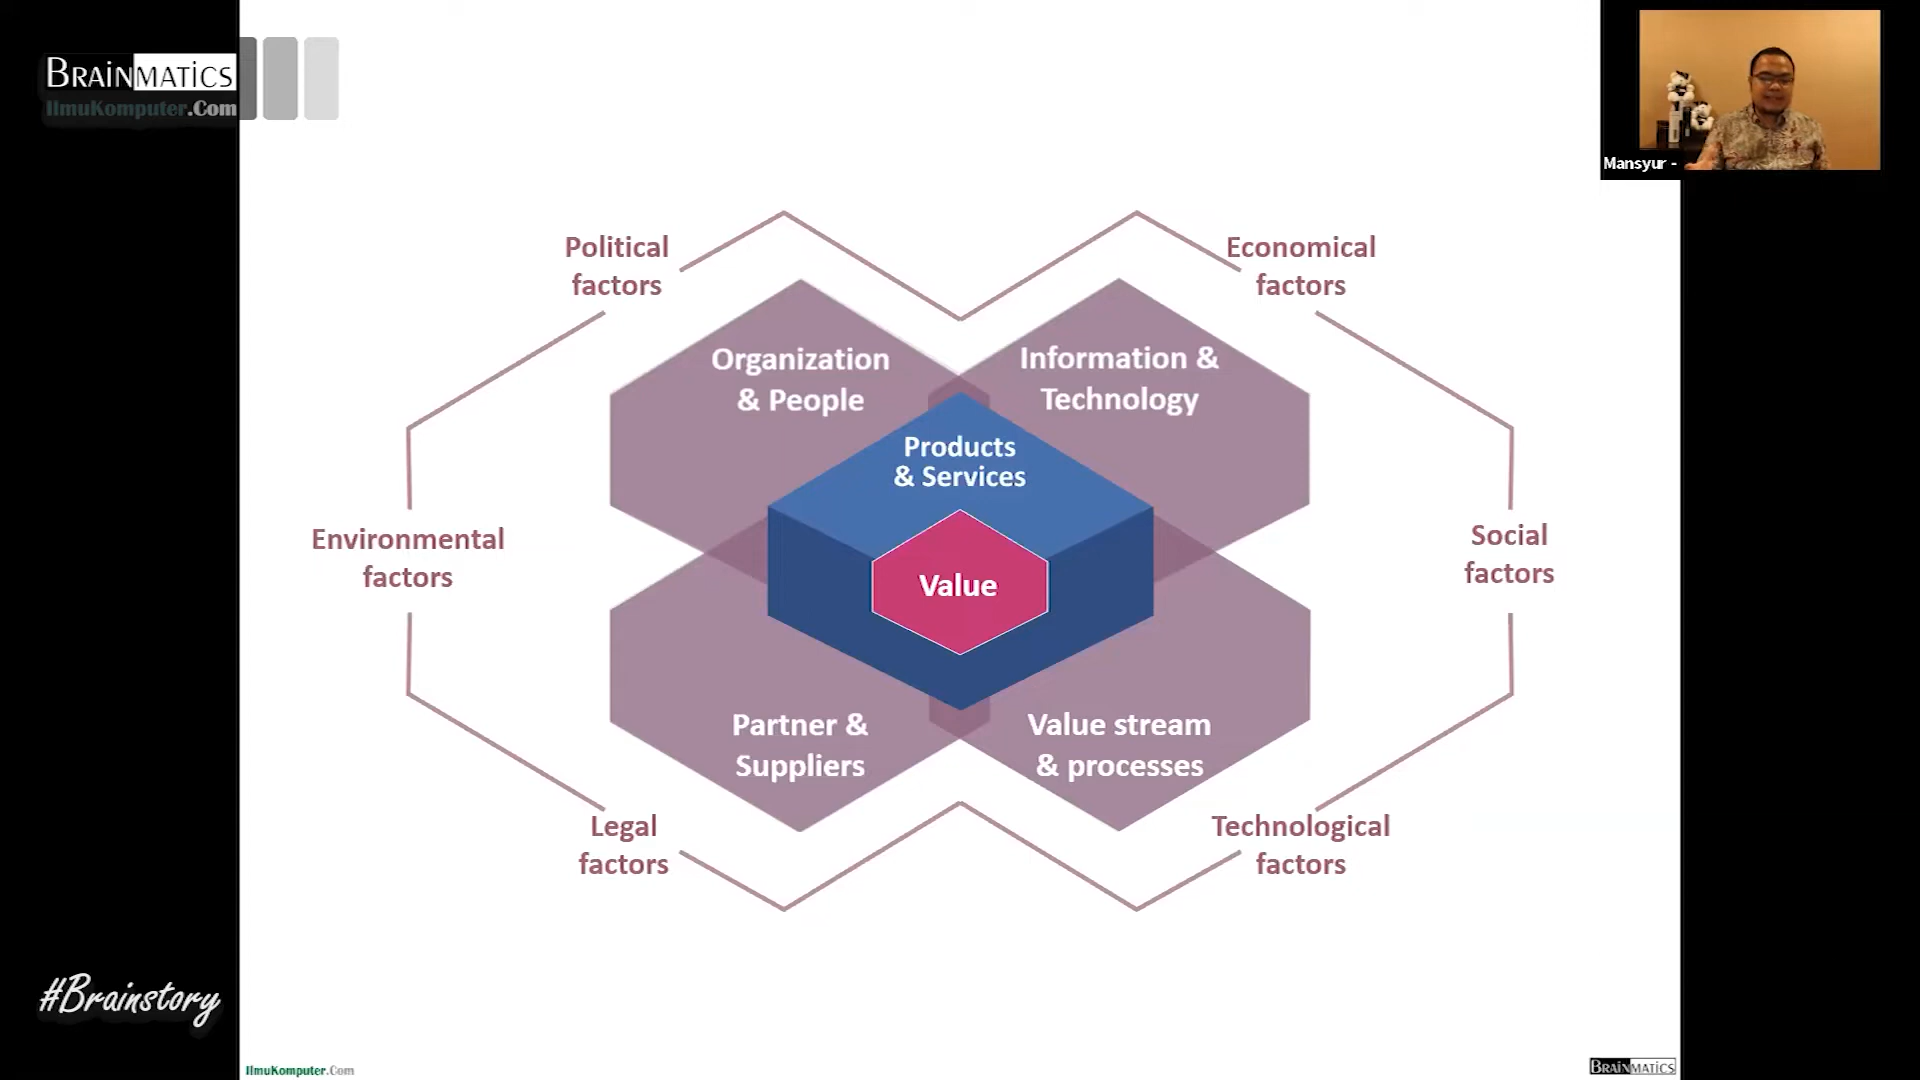 BRAiNMATiCS
IlmuKomputer.Com
Mansyur -
Political
factors
Economical
factors
Organization
& People
Information &
Technology
Products
& Services
Environmental
factors
Value
Social
factors
Partner &
Suppliers
Value stream
& processes
Legal
factors
Technological
factors
#Brainstory
IlmuKomputer.Com
BRAiNMATiCS